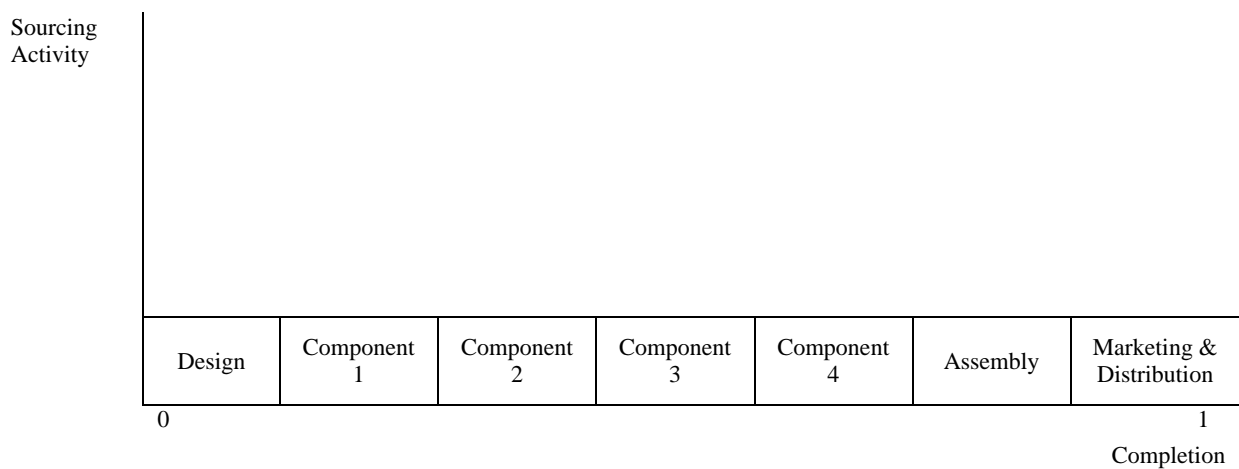 Sourcing
Activity
Design
Component
1
Component
2
Component
3
Component
4
Assembly
Marketing &
Distribution
0
1
Completion